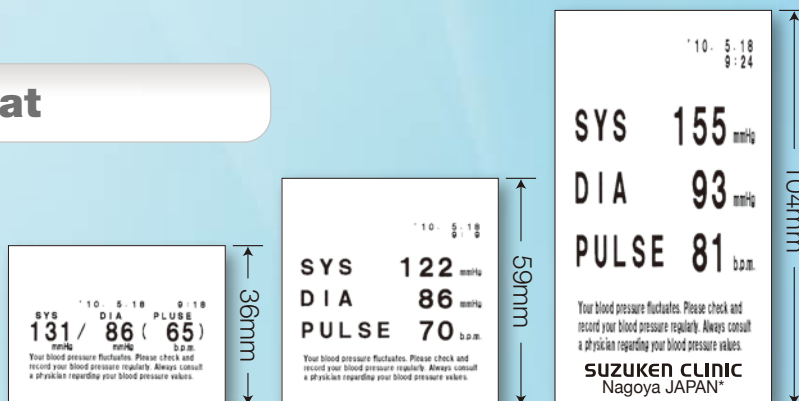 at
'10. 5.18 9:18
SYS DIA PLUSE
131/ 86( 65)
mmHg mmHg b.p.m.
Your blood pressure fluctuates. Please check and
record your blood pressure regularly. Always consult
a physician regarding your blood pressure values.
36mm
'10. 5.18
9:19
SYS 122 mmHg
DIA 86 mmHg
PULSE 70 b.p.m.
Your blood pressure fluctuates. Please check and
record your blood pressure regularly. Always consult
a physician regarding your blood pressure values.
59mm
'10. 5.18
9:24
SYS 155 mmHg
DIA 93 mmHg
PULSE 81 b.p.m.
Your blood pressure fluctuates. Please check and
record your blood pressure regularly. Always consult
a physician regarding your blood pressure values.
SUZUKEN CLINIC
Nagoya JAPAN*
104mm